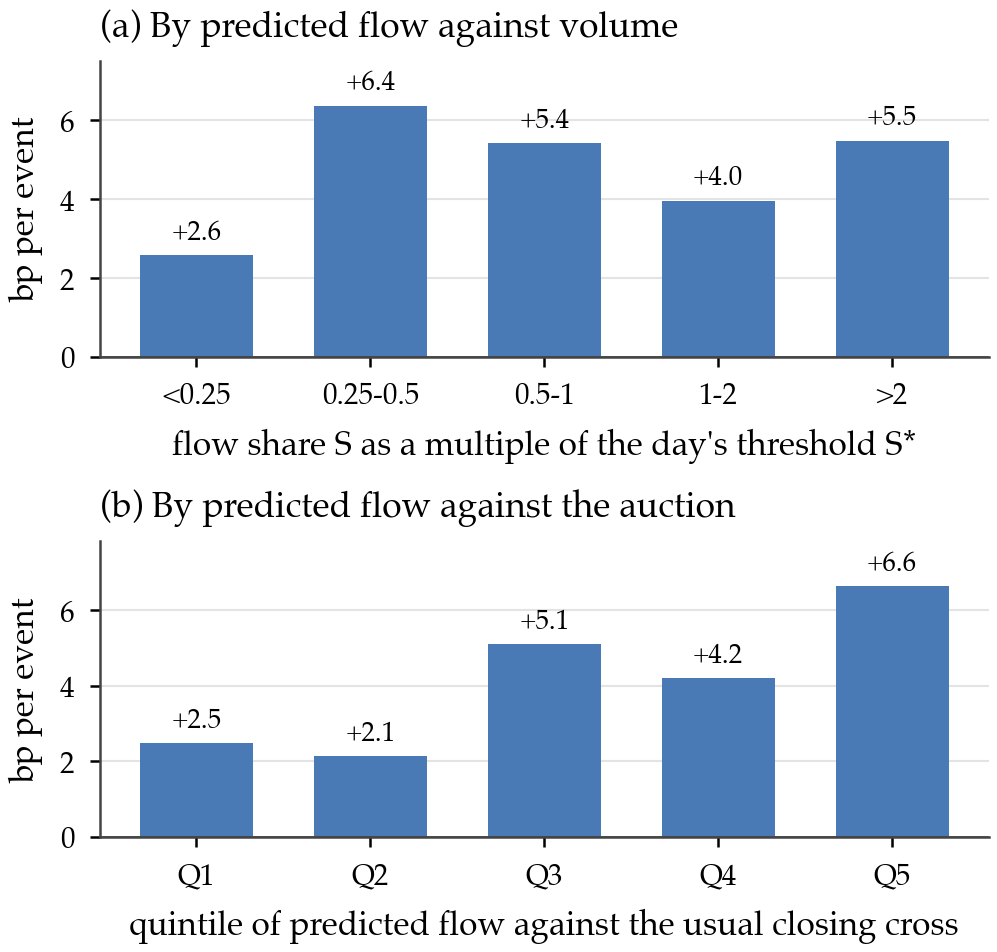 (a) By predicted flow against volume
bp per event
6
4
2
0
+2.6
+6.4
+5.4
+4.0
+5.5
<0.25
0.25-0.5
0.5-1
1-2
>2
flow share S as a multiple of the day's threshold S*
(b) By predicted flow against the auction
bp per event
6
4
2
0
+2.5
+2.1
+5.1
+4.2
+6.6
Q1
Q2
Q3
Q4
Q5
quintile of predicted flow against the usual closing cross